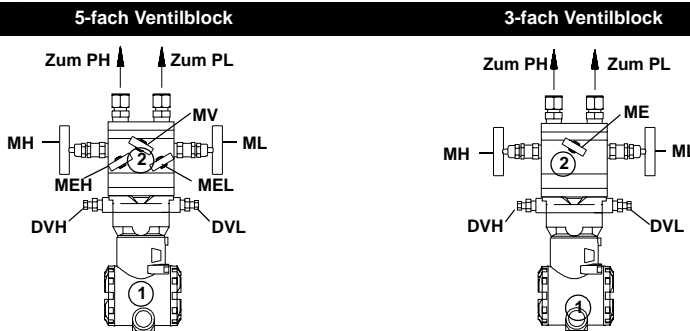 5-fach Ventilblock
Zum PH
Zum PL
MV
MH
ML
2
MEH
MEL
DVH
DVL
1
3-fach Ventilblock
Zum PH
Zum PL
ME
MH
ML
2
DVH
DVL
1